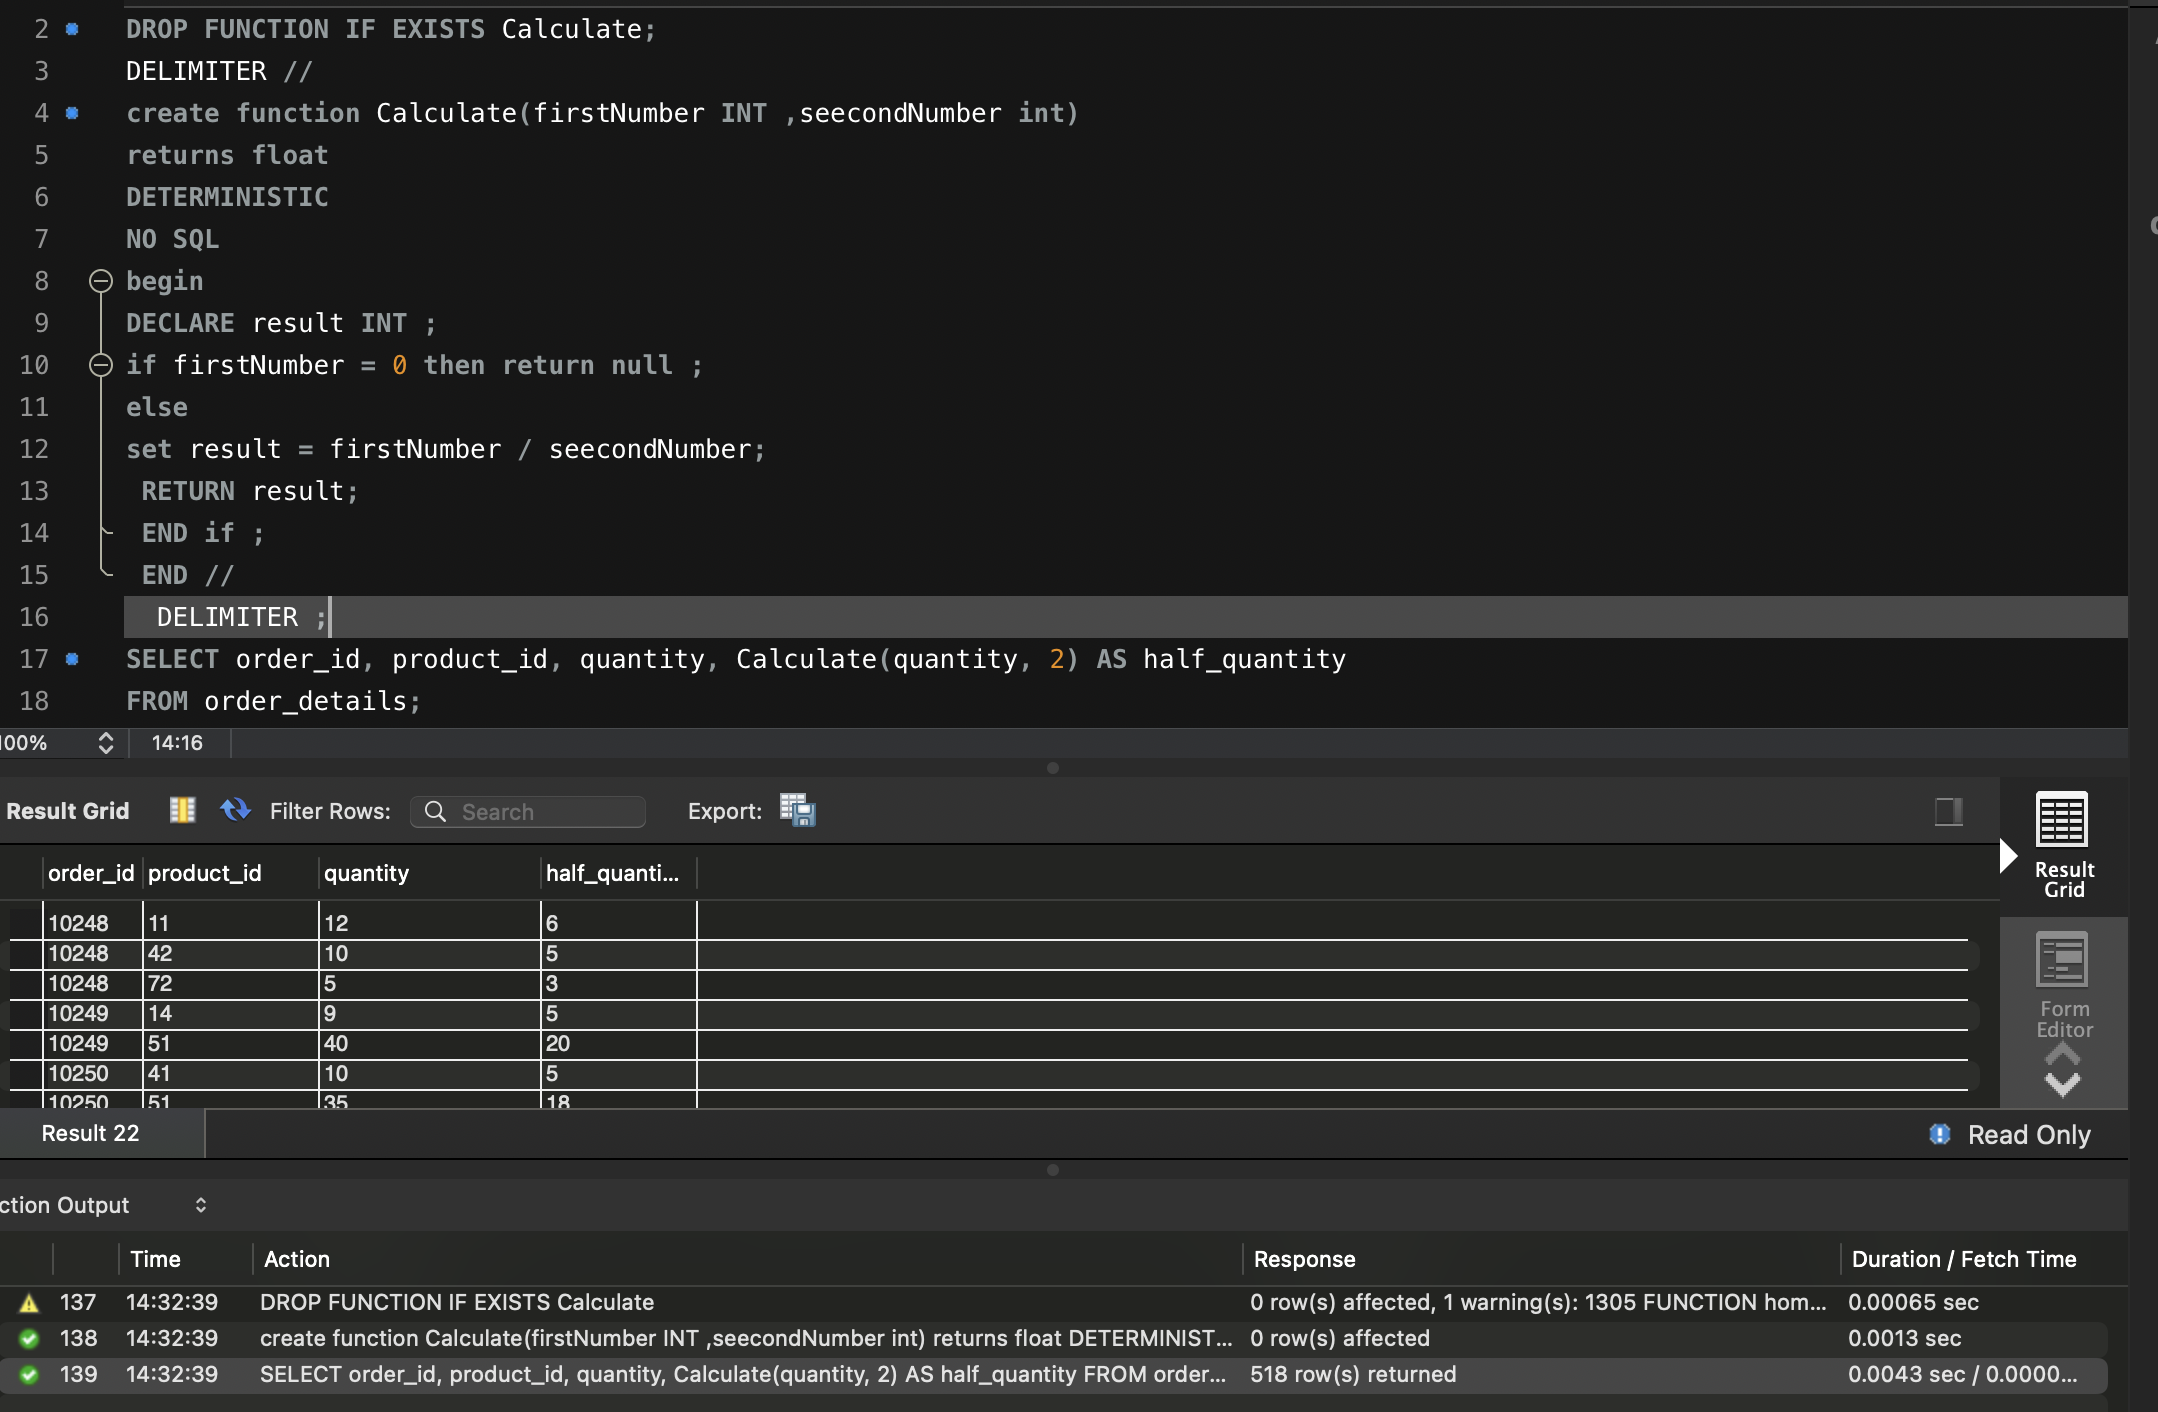 2 DROP FUNCTION IF EXISTS Calculate;
3 DELIMITER //
4 create function Calculate(firstNumber INT ,seecondNumber int)
5 returns float
6 DETERMINISTIC
7 NO SQL
8 begin
9 DECLARE result INT ;
10 if firstNumber = 0 then return null ;
11 else
12 set result = firstNumber / seecondNumber;
13 RETURN result;
14 END if ;
15 END //
16 DELIMITER ;
17 SELECT order_id, product_id, quantity, Calculate(quantity, 2) AS half_quantity
18 FROM order_details;
100% 14:16
Result Grid Filter Rows: Search Export:
order_id product_id quantity half_quanti...
10248 11 12 6
10248 42 10 5
10248 72 5 3
10249 14 9 5
10249 51 40 20
10250 41 10 5
10250 51 35 18
Result
Grid
Form
Editor
Result 22 Read Only
ction Output
Time Action Response Duration / Fetch Time
137 14:32:39 DROP FUNCTION IF EXISTS Calculate 0 row(s) affected, 1 warning(s): 1305 FUNCTION hom... 0.00065 sec
138 14:32:39 create function Calculate(firstNumber INT ,seecondNumber int) returns float DETERMINIST... 0 row(s) affected 0.0013 sec
139 14:32:39 SELECT order_id, product_id, quantity, Calculate(quantity, 2) AS half_quantity FROM order... 518 row(s) returned 0.0043 sec / 0.0000...